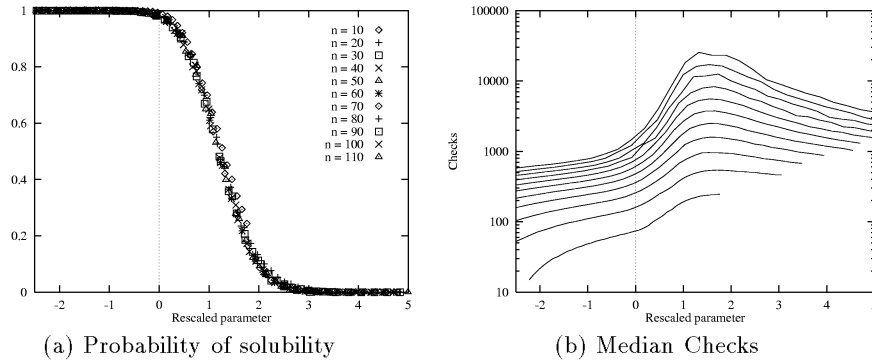 1
0.8
0.6
0.4
0.2
0
-2 -1 0 1 2 3 4 5
Rescaled parameter
n = 10
n = 20
n = 30
n = 40
n = 50
n = 60
n = 70
n = 80
n = 90
n = 100
n = 110
(a) Probability of solubility
100000
10000
1000
100
10
Checks
-2 -1 0 1 2 3 4
Rescaled parameter
(b) Median Checks